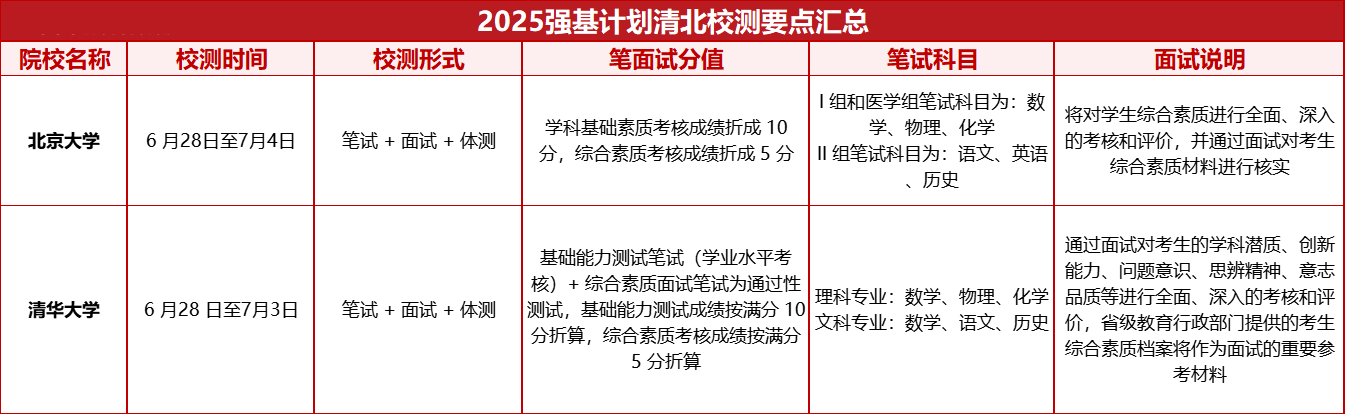 2025强基计划清北校测要点汇总
院校名称
校测时间
校测形式
笔面试分值
笔试科目
面试说明
北京大学
6 月28日至7月4日
笔试 + 面试 + 体测
学科基础素质考核成绩折成 10
分，综合素质考核成绩折成 5 分
I 组和医学组笔试科目为：数
学、物理、化学
II 组笔试科目为：语文、英语
、历史
将对学生综合素质进行全面、深入
的考核和评价，并通过面试对考生
综合素质材料进行核实
清华大学
6 月28 日至7月3日
笔试 + 面试 + 体测
基础能力测试笔试（学业水平考
核）+ 综合素质面试笔试为通过性
测试，基础能力测试成绩按满分 10
分折算，综合素质考核成绩按满分
5 分折算
理科专业：数学、物理、化学
文科专业：数学、语文、历史
通过面试对考生的学科潜质、创新
能力、问题意识、思辨精神、意志
品质等进行全面、深入的考核和评
价，省级教育行政部门提供的考生
综合素质档案将作为面试的重要参
考材料